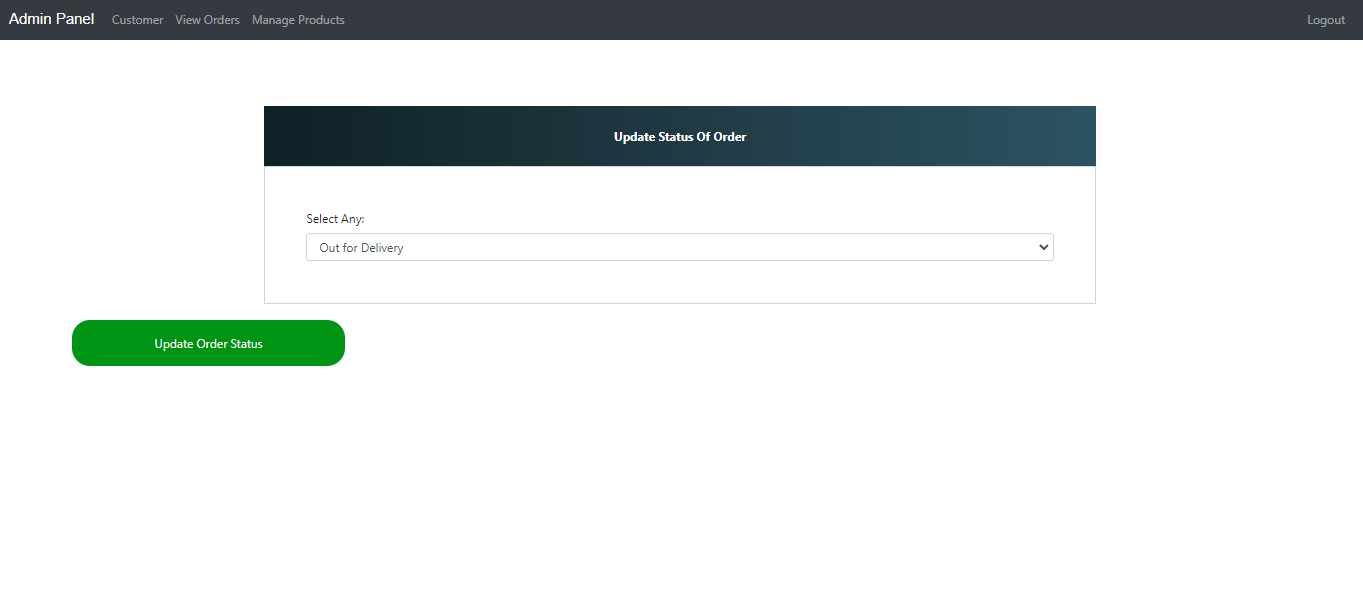 Admin Panel Customer View Orders Manage Products Logout
Update Status Of Order
Select Any:
Out for Delivery
Update Order Status